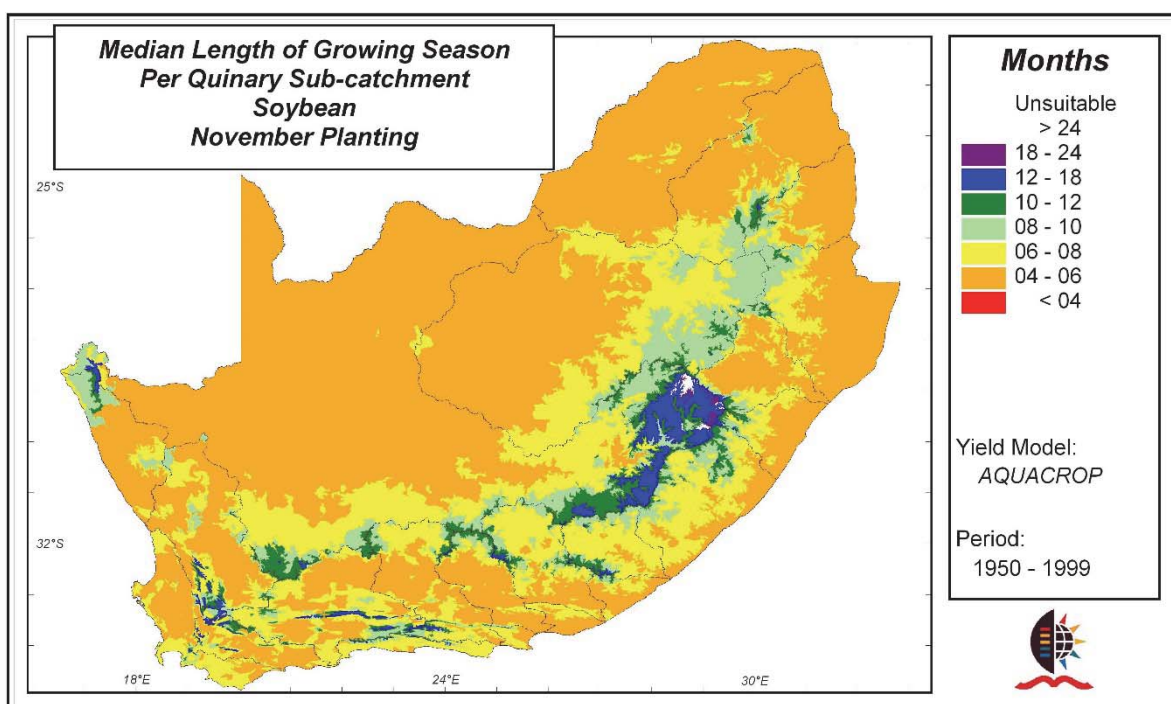 Median Length of Growing Season
Per Quinary Sub-catchment
Soybean
November Planting
25°S
32°S
18°E
24°E
30°E
Months
Unsuitable
> 24
18 - 24
12 - 18
10 - 12
08 - 10
06 - 08
04 - 06
< 04
Yield Model:
AQUACROP
Period:
1950 - 1999